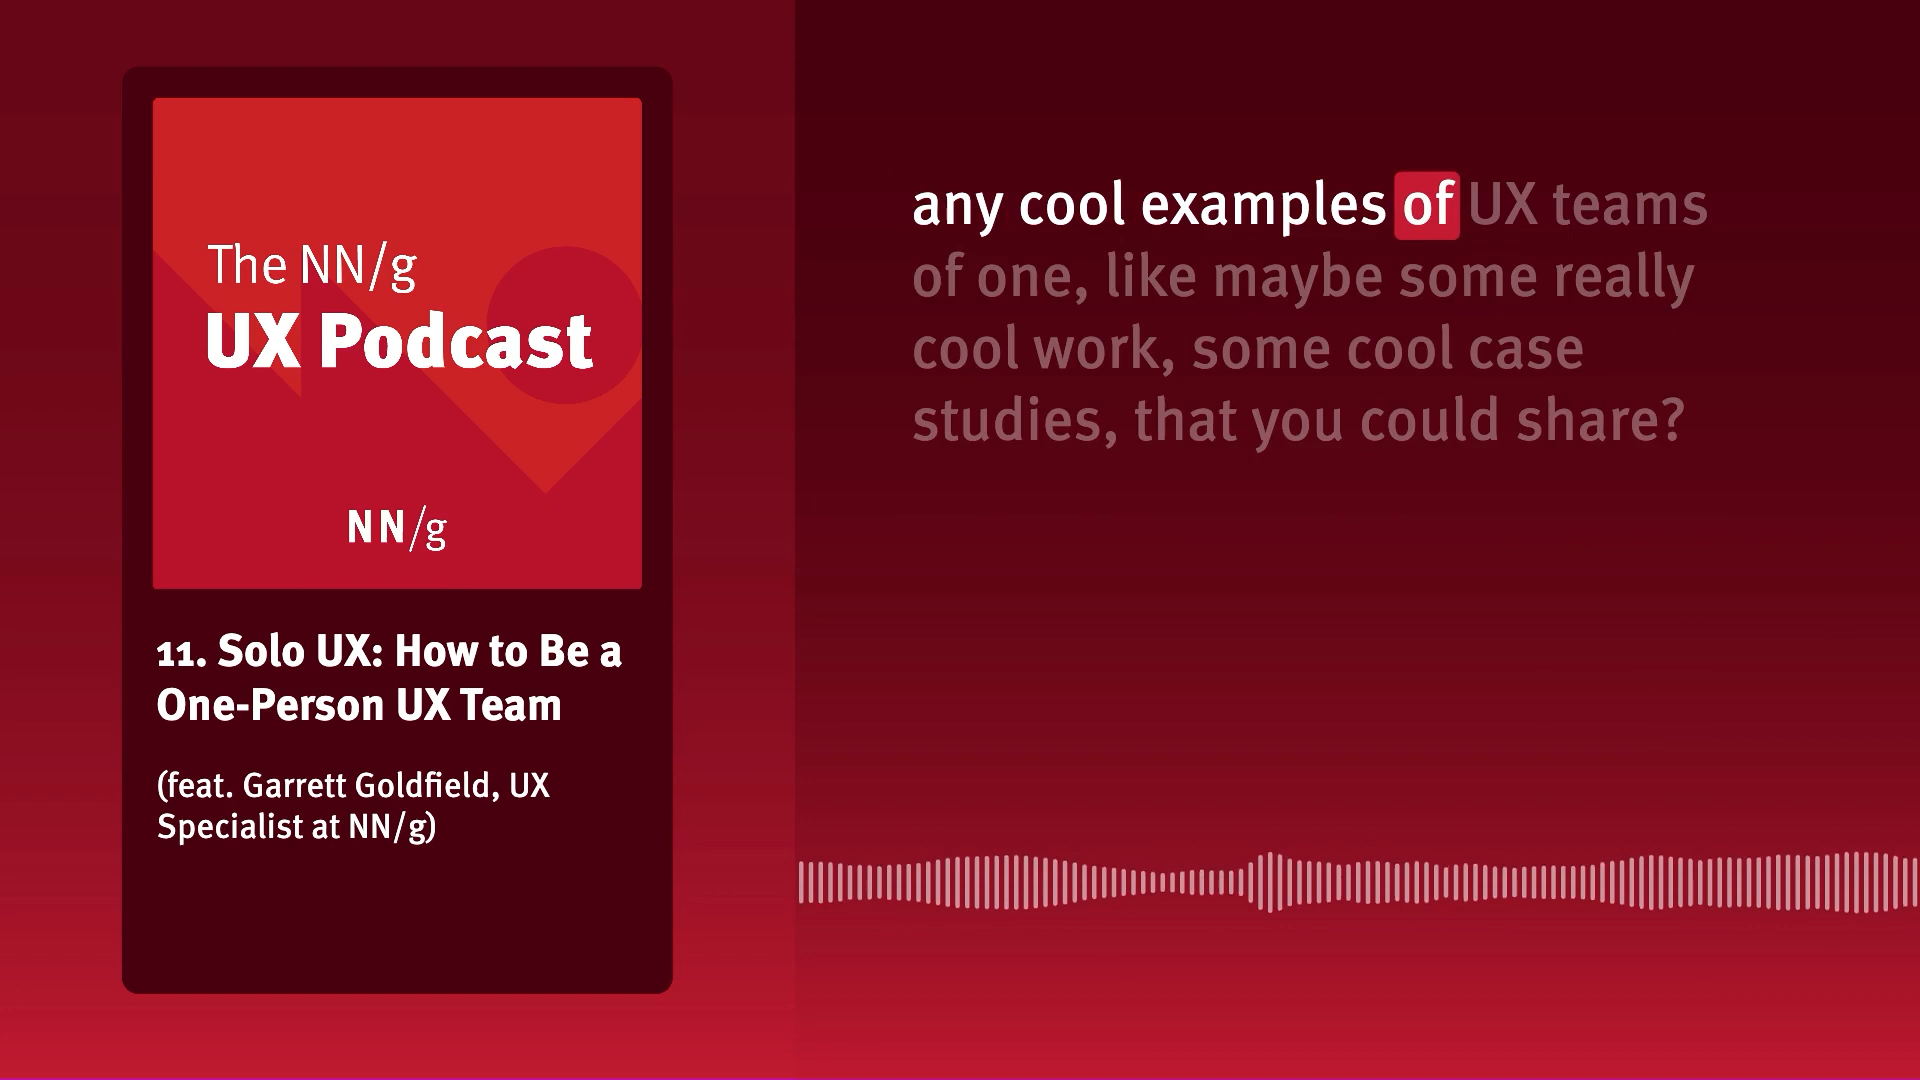 The NN/g
UX Podcast
NN/g
11. Solo UX: How to Be a
One-Person UX Team
(feat. Garrett Goldfield, UX
Specialist at NN/g)
any cool examples of UX teams
of one, like maybe some really
cool work, some cool case
studies, that you could share?